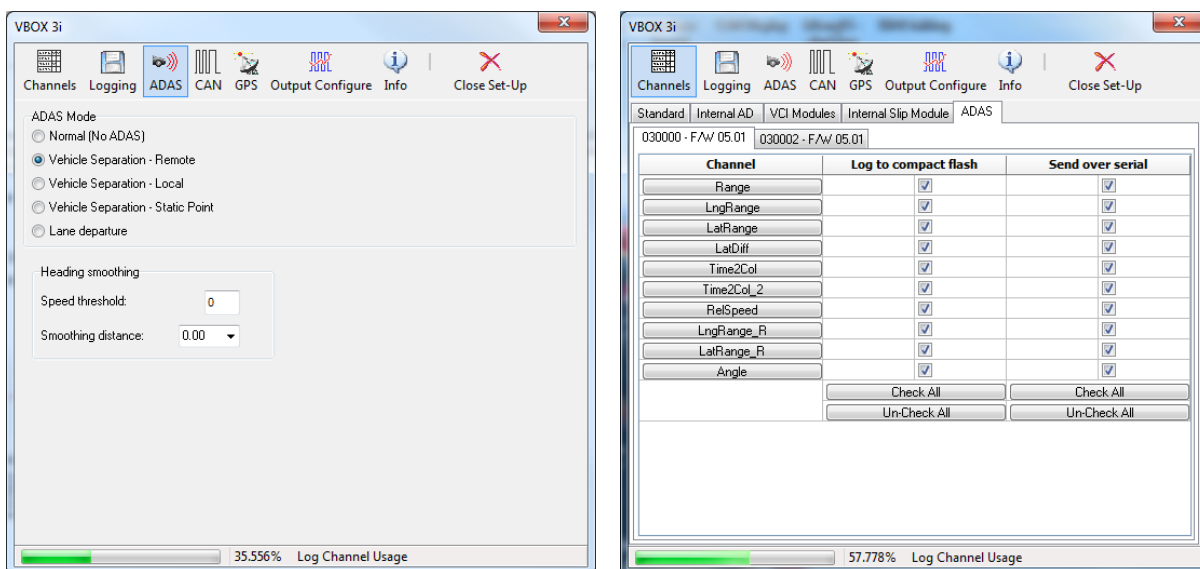 VBOX 3i
Channels Logging ADAS CAN GPS Output Configure Info Close Set-Up
ADAS Mode
Normal (No ADAS)
Vehicle Separation - Remote
Vehicle Separation - Local
Vehicle Separation - Static Point
Lane departure
Heading smoothing
Speed threshold: 0
Smoothing distance: 0.00
35.556% Log Channel Usage
VBOX 3i
Channels Logging ADAS CAN GPS Output Configure Info Close Set-Up
Standard Internal AD VCI Modules Internal Slip Module ADAS
030000 - F/W 05.01 030002 - F/W 05.01
Channel Log to compact flash Send over serial
Range
LngRange
LatRange
LatDiff
Time2Col
Time2Col_2
RelSpeed
LngRange_R
LatRange_R
Angle
Check All Check All
Un-Check All Un-Check All
57.778% Log Channel Usage